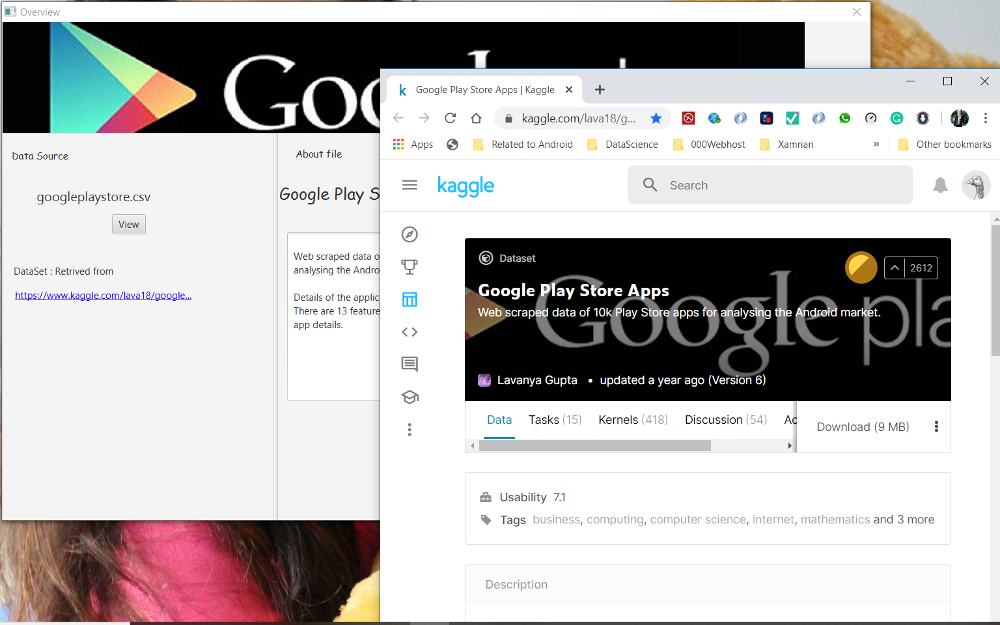 Overview
Goo
Data Source
googleplaystore.csv
View
DataSet : Retrived from
https://www.kaggle.com/lava18/google...
About file
Google Play S
Web scraped data o
analysing the Andro
Details of the applica
There are 13 feature
app details.
Google Play Store Apps | Kaggle
kaggle.com/lava18/g...
Apps
Related to Android
DataScience
000Webhost
Xamrian
»
Other bookmarks
kaggle
Search
Dataset
2612
Google Play Store Apps
Web scraped data of 10k Play Store apps for analysing the Android market.
Google pla
Lavanya Gupta • updated a year ago (Version 6)
Data Tasks (15) Kernels (418) Discussion (54) Ac
Download (9 MB)
Usability 7.1
Tags business, computing, computer science, internet, mathematics and 3 more
Description